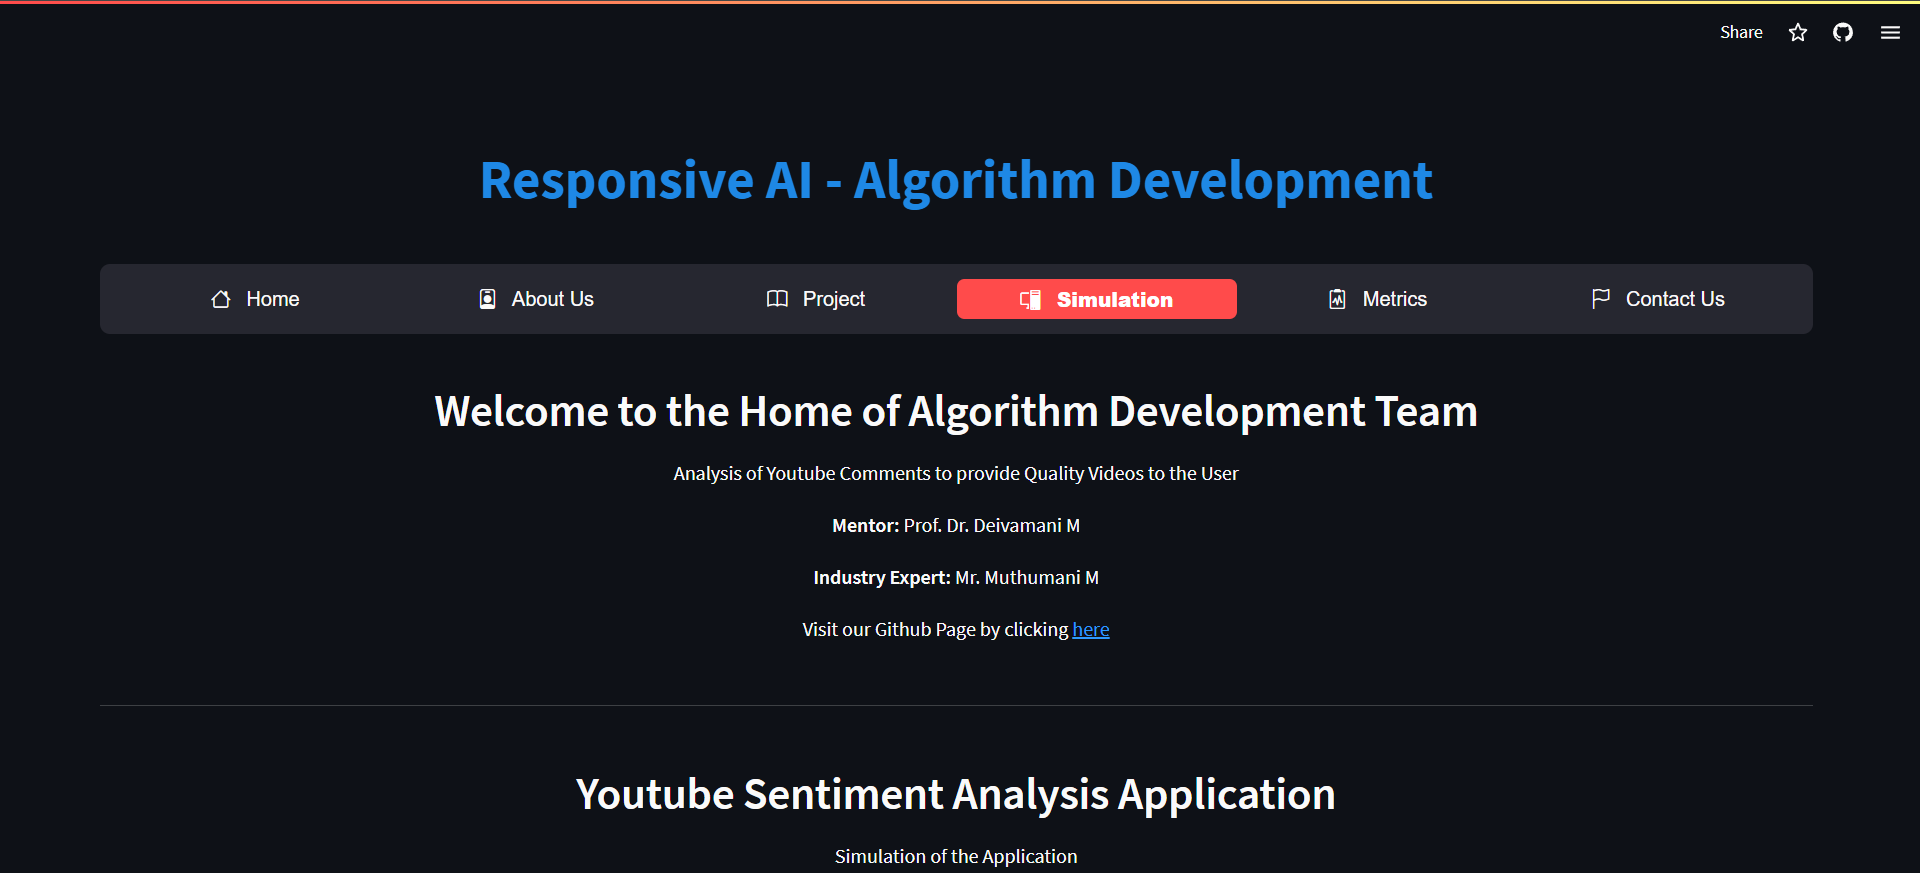 Share
Responsive AI - Algorithm Development
Home About Us Project Simulation Metrics Contact Us
Welcome to the Home of Algorithm Development Team
Analysis of Youtube Comments to provide Quality Videos to the User
Mentor: Prof. Dr. Deivamani M
Industry Expert: Mr. Muthumani M
Visit our Github Page by clicking here
Youtube Sentiment Analysis Application
Simulation of the Application